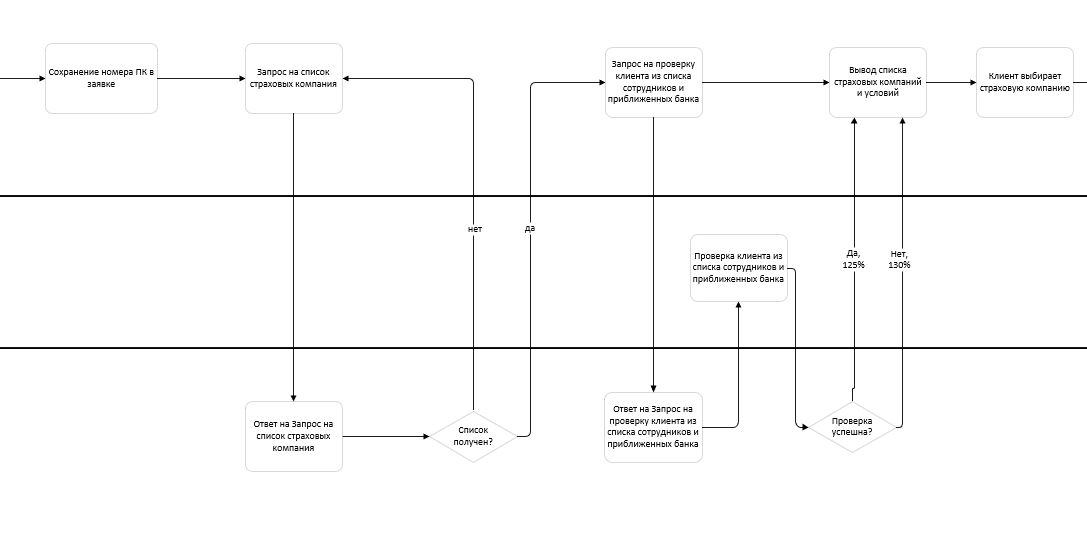 Сохранение номера ПК в
заявке
Запрос на список
страховых компания
Запрос на проверку
клиента из списка
сотрудников и
приближенных банка
Вывод списка
страховых компаний
и условий
Клиент выбирает
страховую компанию
нет
да
Проверка клиента из
списка сотрудников и
приближенных банка
Да,
125%
Нет,
130%
Ответ на Запрос на
список страховых
компания
Список
получен?
Ответ на Запрос на
проверку клиента из
списка сотрудников и
приближенных банка
Проверка
успешна?